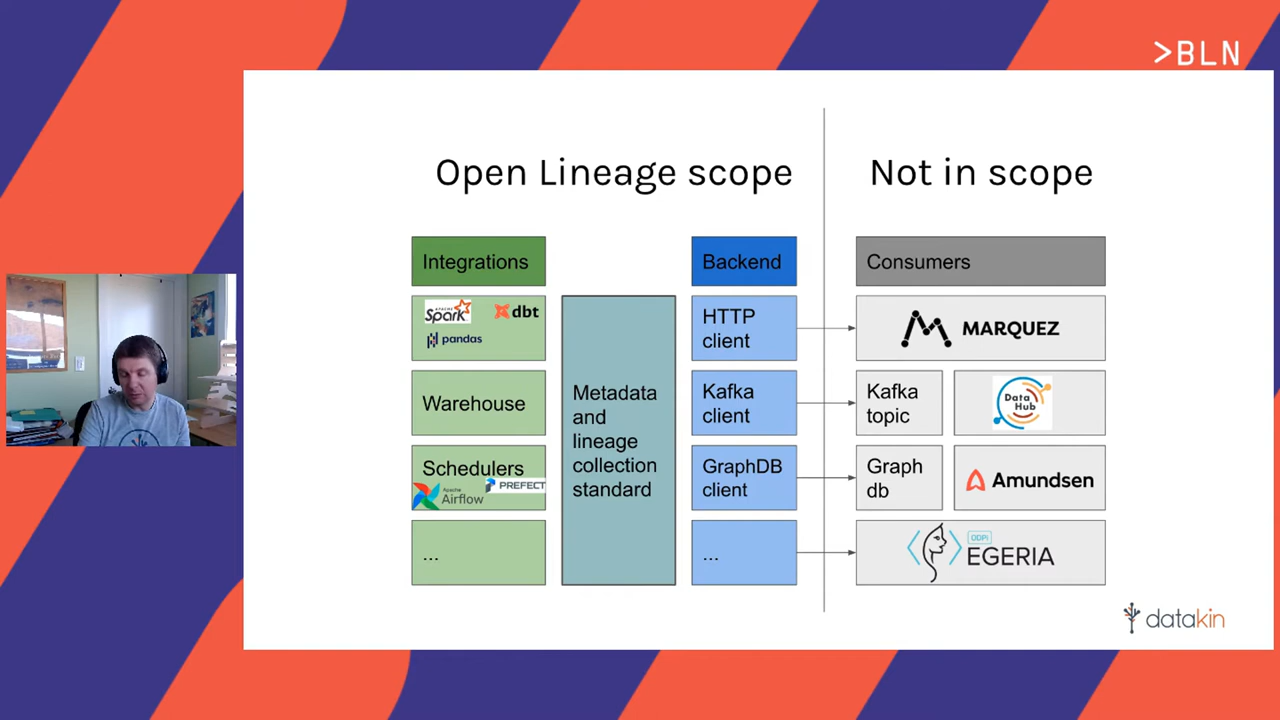 >BLN
Open Lineage scope
Not in scope
Integrations
Backend
Consumers
APACHE
Spark
dbt
pandas
HTTP
client
MARQUEZ
Warehouse
Metadata
and
lineage
collection
standard
Kafka
client
Kafka
topic
Data
Hub
Schedulers
Apache
Airflow
PREFECT
GraphDB
client
Graph
db
Amundsen
...
...
ODPi
EGERIA
datakin